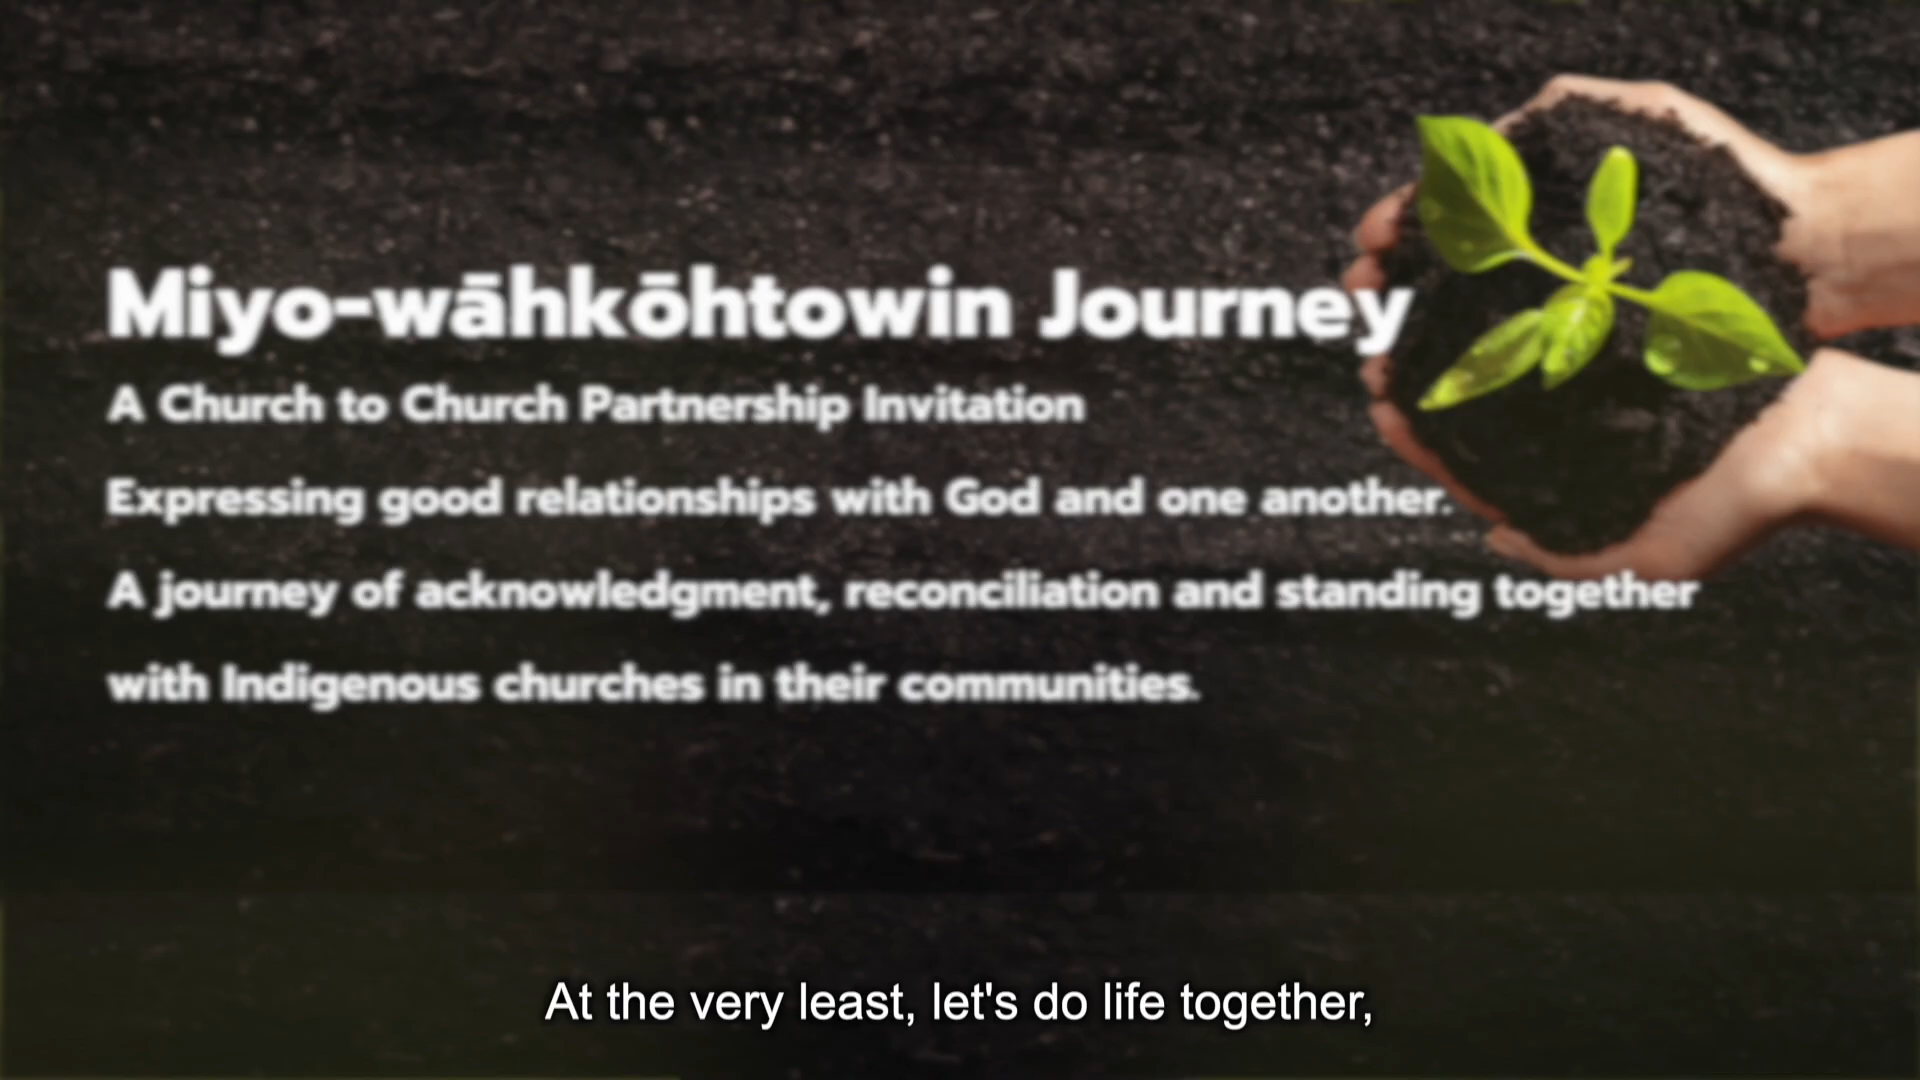 Miyo-wāhkōhtowin Journey
A Church to Church Partnership Invitation
Expressing good relationships with God and one another.
A journey of acknowledgment, reconciliation and standing together
with Indigenous churches in their communities.
At the very least, let's do life together,